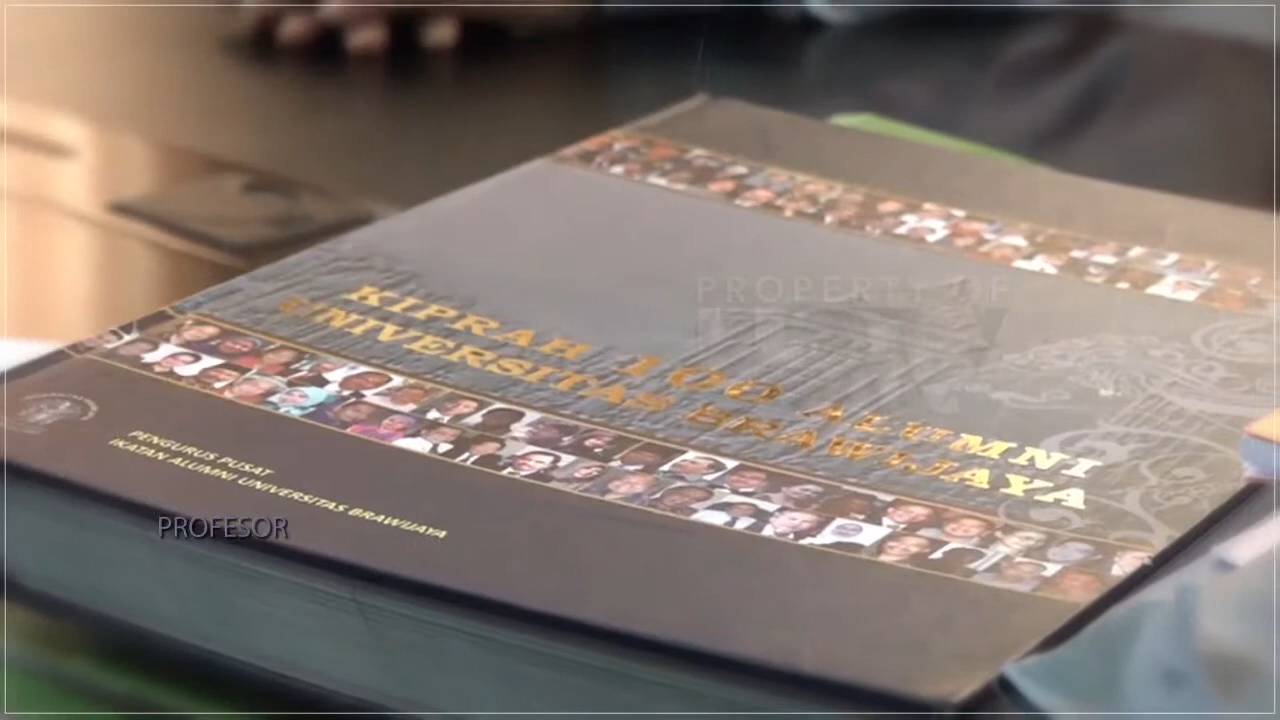 PROPERTY OF
KIPRAH 100 ALUMNI
UNIVERSITAS BRAWIJAYA
PENGURUS PUSAT
IKATAN ALUMNI UNIVERSITAS BRAWIJAYA
PROFESOR